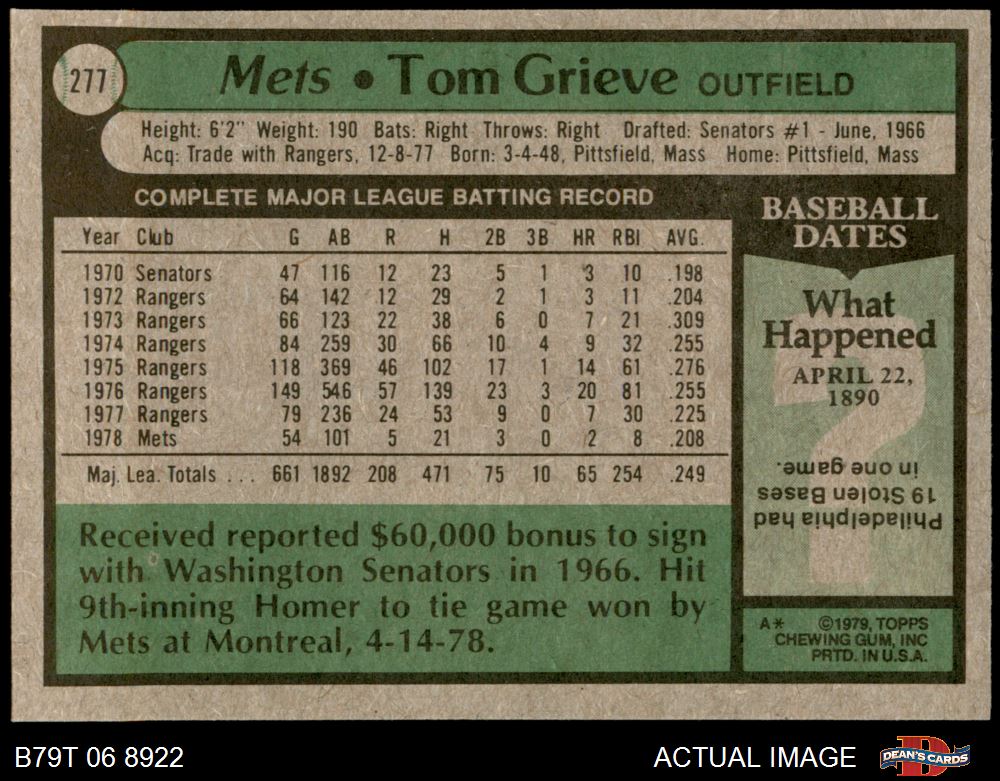 277
Mets • Tom Grieve OUTFIELD
Height: 6'2" Weight: 190 Bats: Right Throws: Right Drafted: Senators #1 - June, 1966
Acq: Trade with Rangers, 12-8-77 Born: 3-4-48, Pittsfield, Mass Home: Pittsfield, Mass
COMPLETE MAJOR LEAGUE BATTING RECORD
Year Club G AB R H 2B 3B HR RBI AVG.
1970 Senators 47 116 12 23 5 1 3 10 .198
1972 Rangers 64 142 12 29 2 1 3 11 .204
1973 Rangers 66 123 22 38 6 0 7 21 .309
1974 Rangers 84 259 30 66 10 4 9 32 .255
1975 Rangers 118 369 46 102 17 1 14 61 .276
1976 Rangers 149 546 57 139 23 3 20 81 .255
1977 Rangers 79 236 24 53 9 0 7 30 .225
1978 Mets 54 101 5 21 3 0 2 8 .208
Maj. Lea. Totals . . . 661 1892 208 471 75 10 65 254 .249
Received reported $60,000 bonus to sign
with Washington Senators in 1966. Hit
9th-inning Homer to tie game won by
Mets at Montreal, 4-14-78.
BASEBALL
DATES
What
Happened
APRIL 22,
1890
Philadelphia had
19 Stolen Bases
in one game.
A* ©1979, TOPPS
CHEWING GUM, INC
PRTD. IN U.S.A.
B79T 06 8922
ACTUAL IMAGE
DEAN'S CARDS